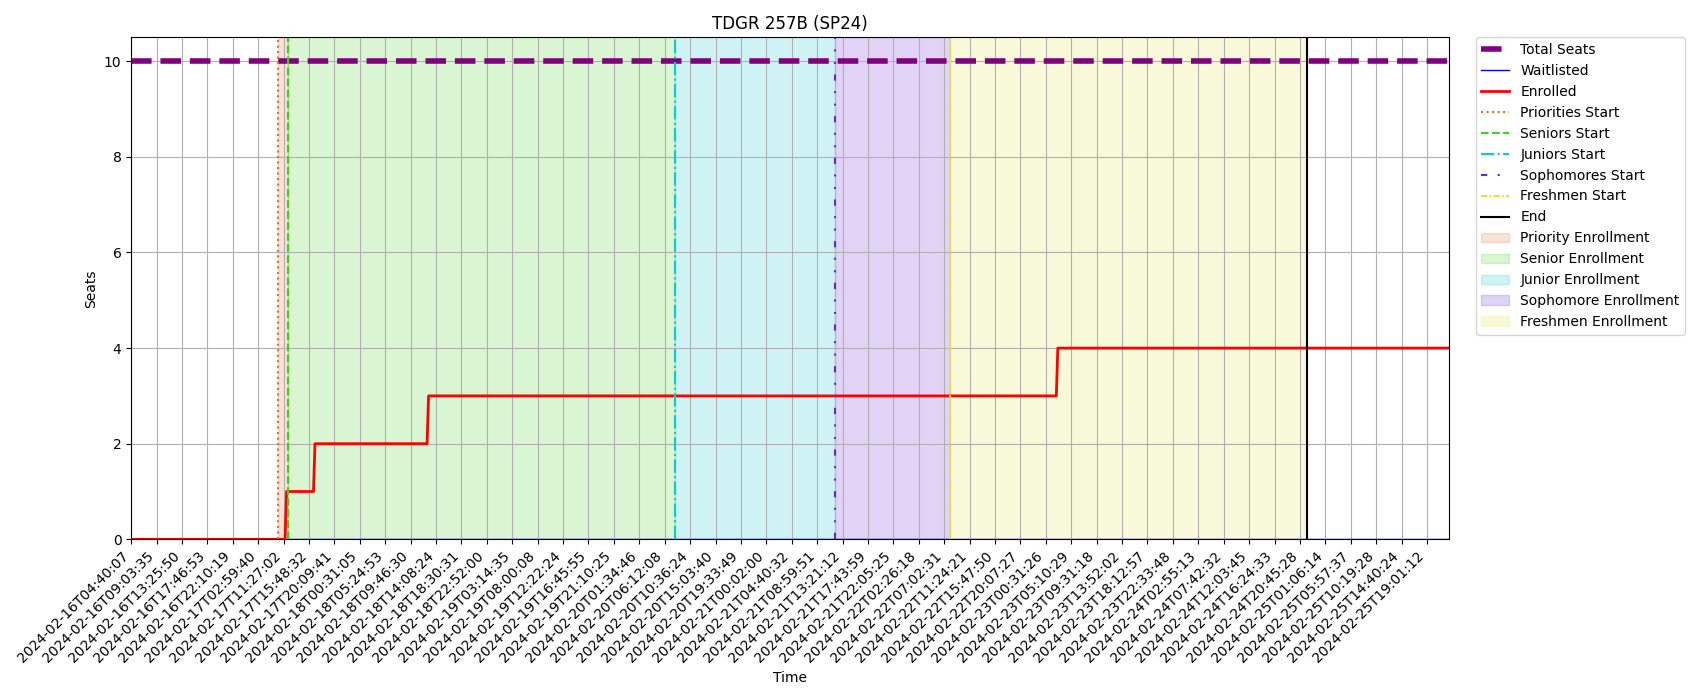 TDGR 257B (SP24)
10
8
6
4
2
0
Seats
2024-02-16T04:40:07
2024-02-16T09:03:35
2024-02-16T13:25:50
2024-02-16T17:46:53
2024-02-16T22:10:19
2024-02-17T02:59:40
2024-02-17T11:27:02
2024-02-17T15:48:32
2024-02-17T20:09:41
2024-02-18T00:31:05
2024-02-18T05:24:53
2024-02-18T09:46:30
2024-02-18T14:08:24
2024-02-18T18:30:31
2024-02-18T22:52:00
2024-02-19T03:14:35
2024-02-19T08:00:08
2024-02-19T12:22:24
2024-02-19T16:45:55
2024-02-19T21:10:25
2024-02-20T01:34:46
2024-02-20T06:12:08
2024-02-20T10:36:24
2024-02-20T15:03:40
2024-02-20T19:33:49
2024-02-21T00:02:00
2024-02-21T04:40:32
2024-02-21T08:59:51
2024-02-21T13:21:12
2024-02-21T17:43:59
2024-02-21T22:05:25
2024-02-22T02:26:18
2024-02-22T07:02:31
2024-02-22T11:24:21
2024-02-22T15:47:50
2024-02-22T20:07:27
2024-02-23T00:31:26
2024-02-23T05:10:29
2024-02-23T09:31:18
2024-02-23T13:52:02
2024-02-23T18:12:57
2024-02-23T22:33:48
2024-02-24T02:55:13
2024-02-24T07:42:32
2024-02-24T12:03:45
2024-02-24T16:24:33
2024-02-24T20:45:28
2024-02-25T01:06:14
2024-02-25T05:57:37
2024-02-25T10:19:28
2024-02-25T14:40:24
2024-02-25T19:01:12
Time
Total Seats
Waitlisted
Enrolled
Priorities Start
Seniors Start
Juniors Start
Sophomores Start
Freshmen Start
End
Priority Enrollment
Senior Enrollment
Junior Enrollment
Sophomore Enrollment
Freshmen Enrollment